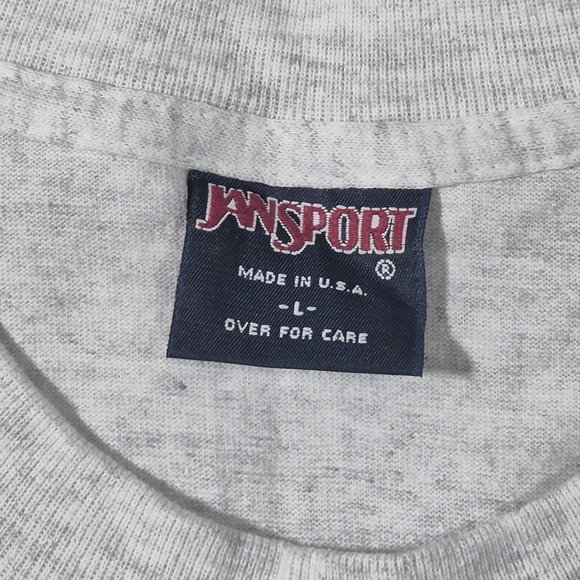 JANSPORT®
MADE IN U.S.A.
-L-
OVER FOR CARE